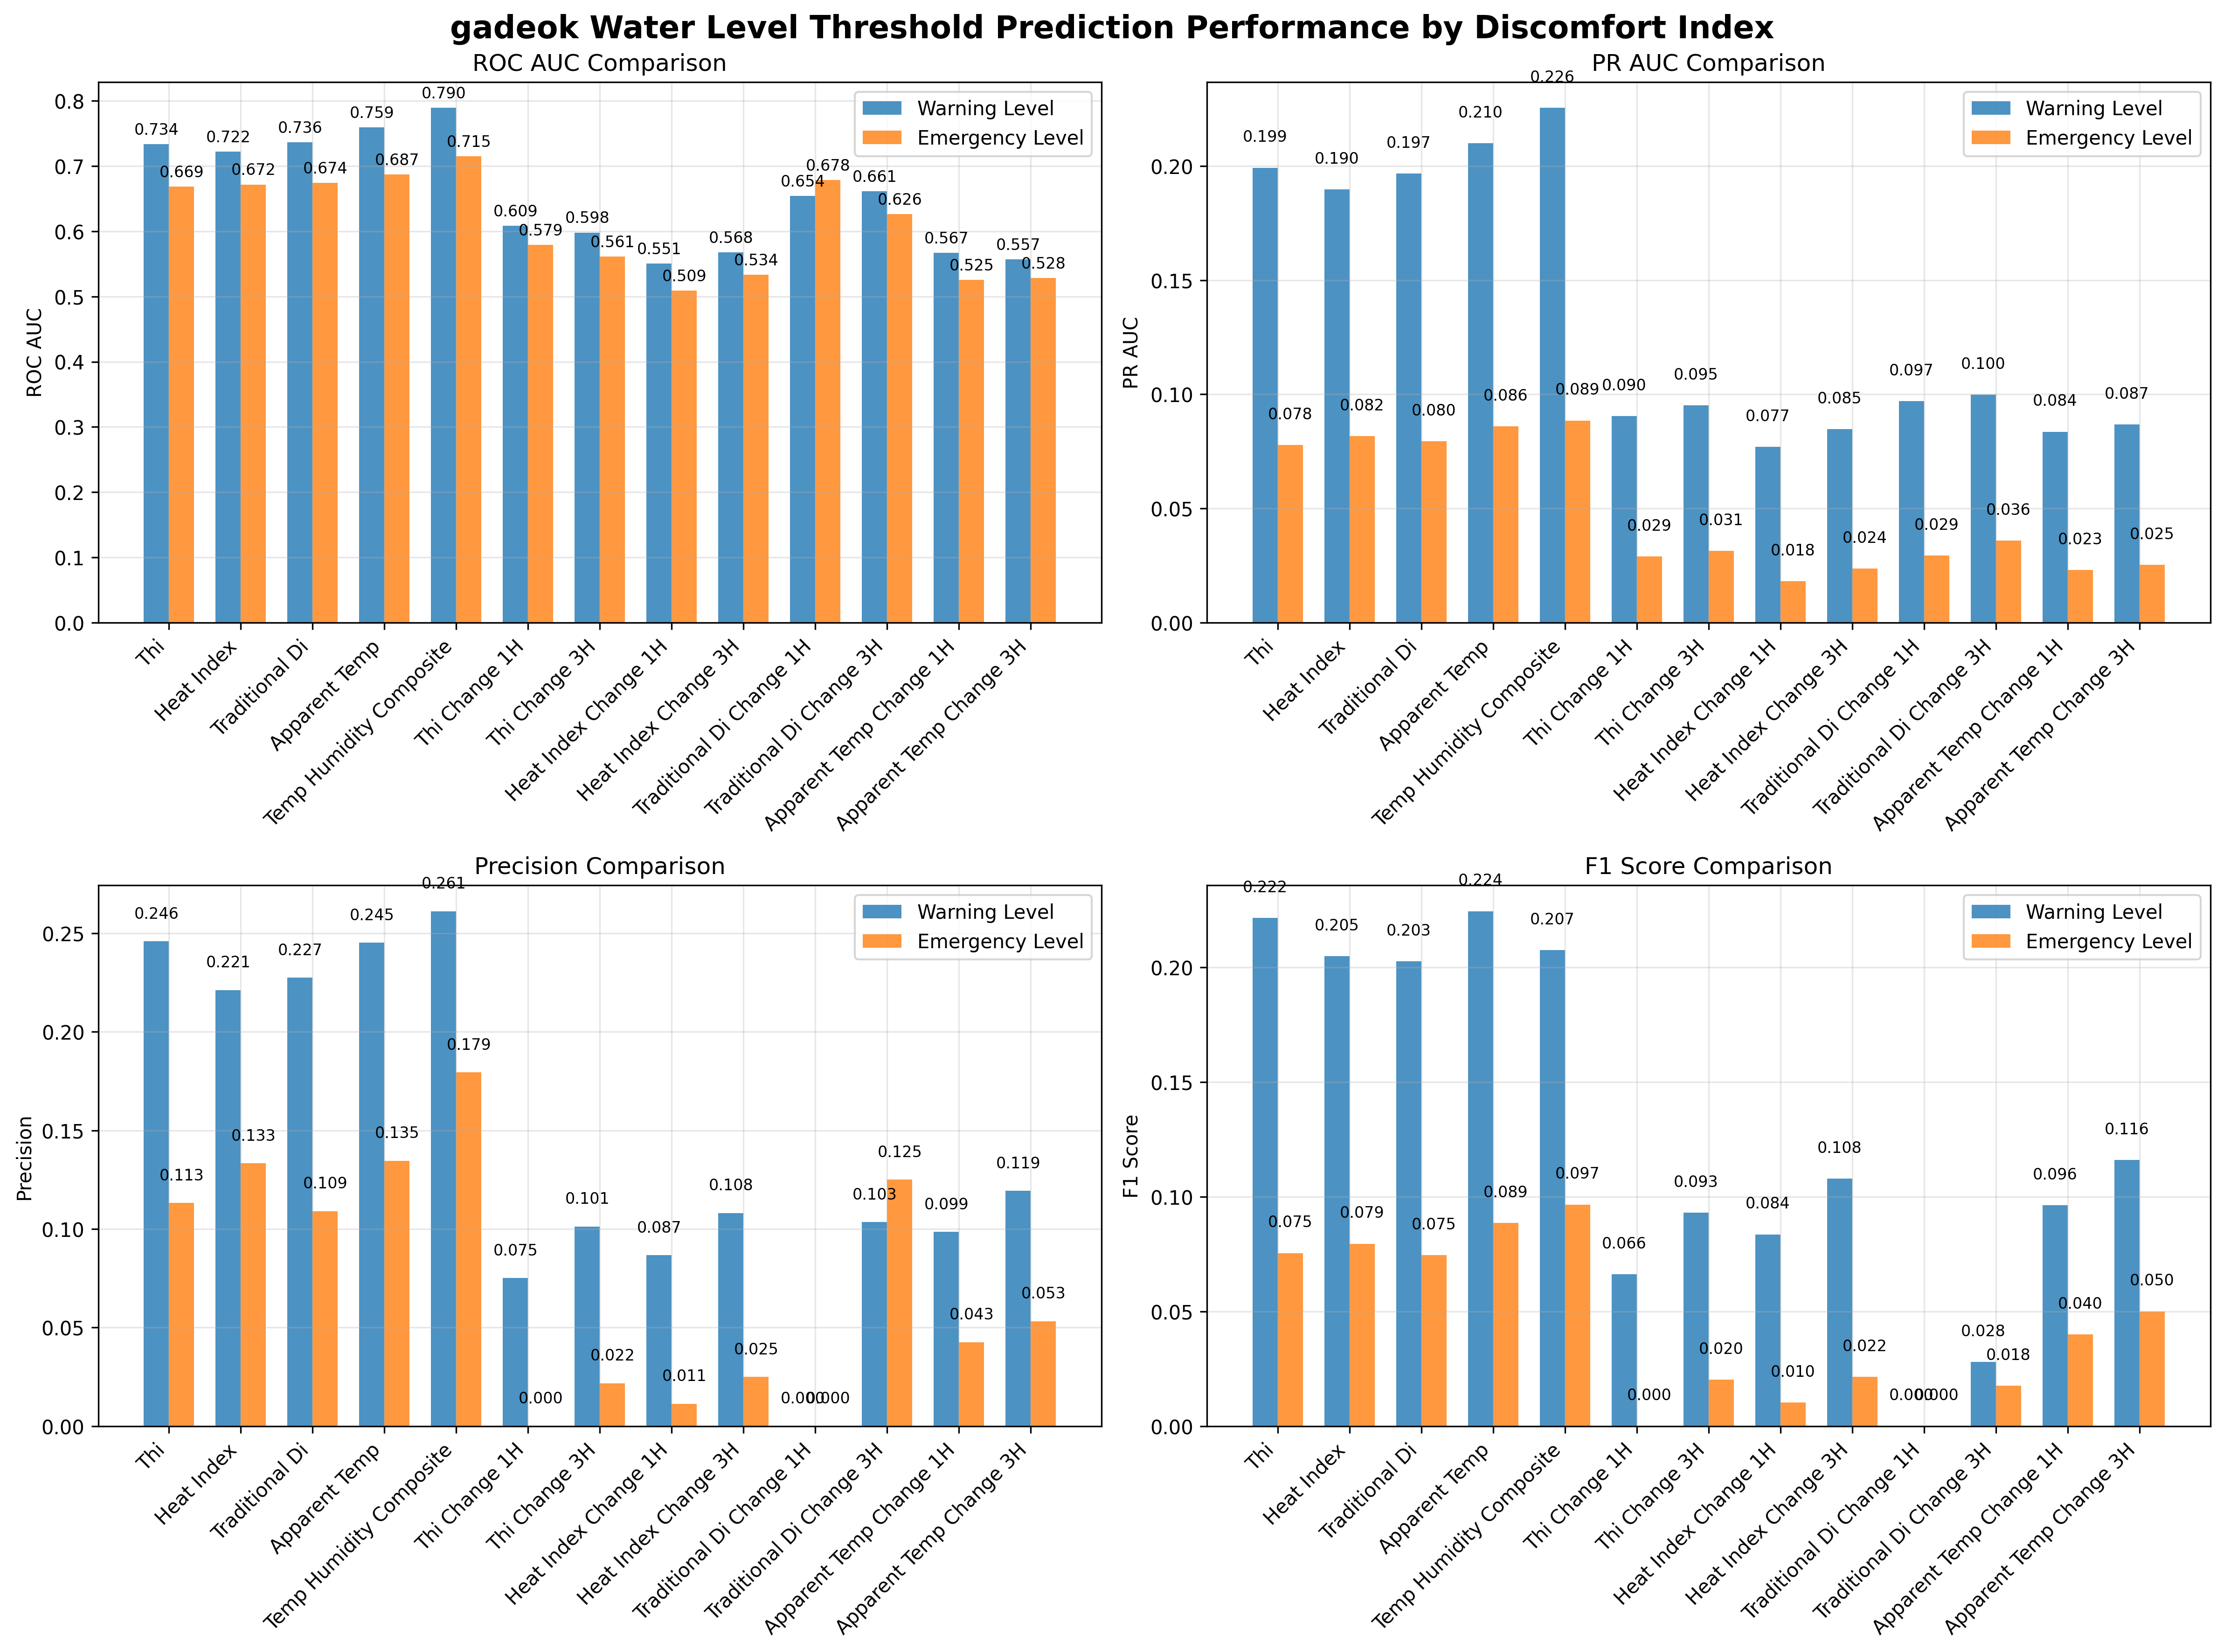 gadeok Water Level Threshold Prediction Performance by Discomfort Index
ROC AUC Comparison
ROC AUC
0.8
0.7
0.6
0.5
0.4
0.3
0.2
0.1
0.0
Warning Level
Emergency Level
0.734
0.669
0.722
0.672
0.736
0.674
0.759
0.687
0.790
0.715
0.609
0.579
0.598
0.561
0.551
0.509
0.568
0.534
0.654
0.678
0.661
0.626
0.567
0.525
0.557
0.528
Thi
Heat Index
Traditional Di
Apparent Temp
Temp Humidity Composite
Thi Change 1H
Thi Change 3H
Heat Index Change 1H
Heat Index Change 3H
Traditional Di Change 1H
Traditional Di Change 3H
Apparent Temp Change 1H
Apparent Temp Change 3H
PR AUC Comparison
PR AUC
0.20
0.15
0.10
0.05
0.00
Warning Level
Emergency Level
0.199
0.078
0.190
0.082
0.197
0.080
0.210
0.086
0.226
0.089
0.090
0.029
0.095
0.031
0.077
0.018
0.085
0.024
0.097
0.029
0.100
0.036
0.084
0.023
0.087
0.025
Thi
Heat Index
Traditional Di
Apparent Temp
Temp Humidity Composite
Thi Change 1H
Thi Change 3H
Heat Index Change 1H
Heat Index Change 3H
Traditional Di Change 1H
Traditional Di Change 3H
Apparent Temp Change 1H
Apparent Temp Change 3H
Precision Comparison
Precision
0.25
0.20
0.15
0.10
0.05
0.00
Warning Level
Emergency Level
0.246
0.113
0.221
0.133
0.227
0.109
0.245
0.135
0.261
0.179
0.075
0.000
0.101
0.022
0.087
0.011
0.108
0.025
0.000
0.000
0.103
0.125
0.099
0.043
0.119
0.053
Thi
Heat Index
Traditional Di
Apparent Temp
Temp Humidity Composite
Thi Change 1H
Thi Change 3H
Heat Index Change 1H
Heat Index Change 3H
Traditional Di Change 1H
Traditional Di Change 3H
Apparent Temp Change 1H
Apparent Temp Change 3H
F1 Score Comparison
F1 Score
0.20
0.15
0.10
0.05
0.00
Warning Level
Emergency Level
0.222
0.075
0.205
0.079
0.203
0.075
0.224
0.089
0.207
0.097
0.066
0.000
0.093
0.020
0.084
0.010
0.108
0.022
0.000
0.000
0.028
0.018
0.096
0.040
0.116
0.050
Thi
Heat Index
Traditional Di
Apparent Temp
Temp Humidity Composite
Thi Change 1H
Thi Change 3H
Heat Index Change 1H
Heat Index Change 3H
Traditional Di Change 1H
Traditional Di Change 3H
Apparent Temp Change 1H
Apparent Temp Change 3H